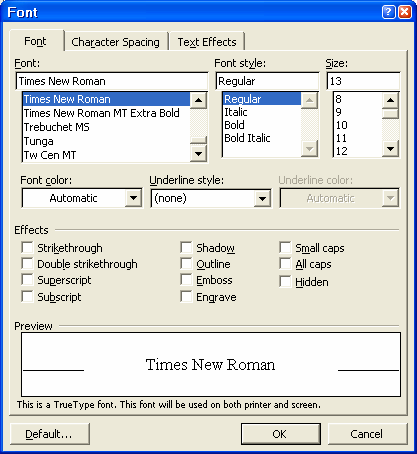 Font
Font Character Spacing Text Effects
Font: Font style: Size:
Times New Roman Regular 13
Times New Roman Regular 8
Times New Roman MT Extra Bold Italic 9
Trebuchet MS Bold 10
Tunga Bold Italic 11
Tw Cen MT 12
Font color: Underline style: Underline color:
Automatic (none) Automatic
Effects
Strikethrough Shadow Small caps
Double strikethrough Outline All caps
Superscript Emboss Hidden
Subscript Engrave
Preview
Times New Roman
This is a TrueType font. This font will be used on both printer and screen.
Default... OK Cancel